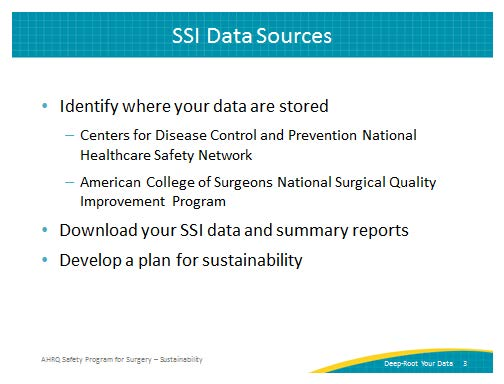 SSI Data Sources
• Identify where your data are stored
– Centers for Disease Control and Prevention National
Healthcare Safety Network
– American College of Surgeons National Surgical Quality
Improvement Program
• Download your SSI data and summary reports
• Develop a plan for sustainability
AHRQ Safety Program for Surgery – Sustainability
Deep-Root Your Data 3